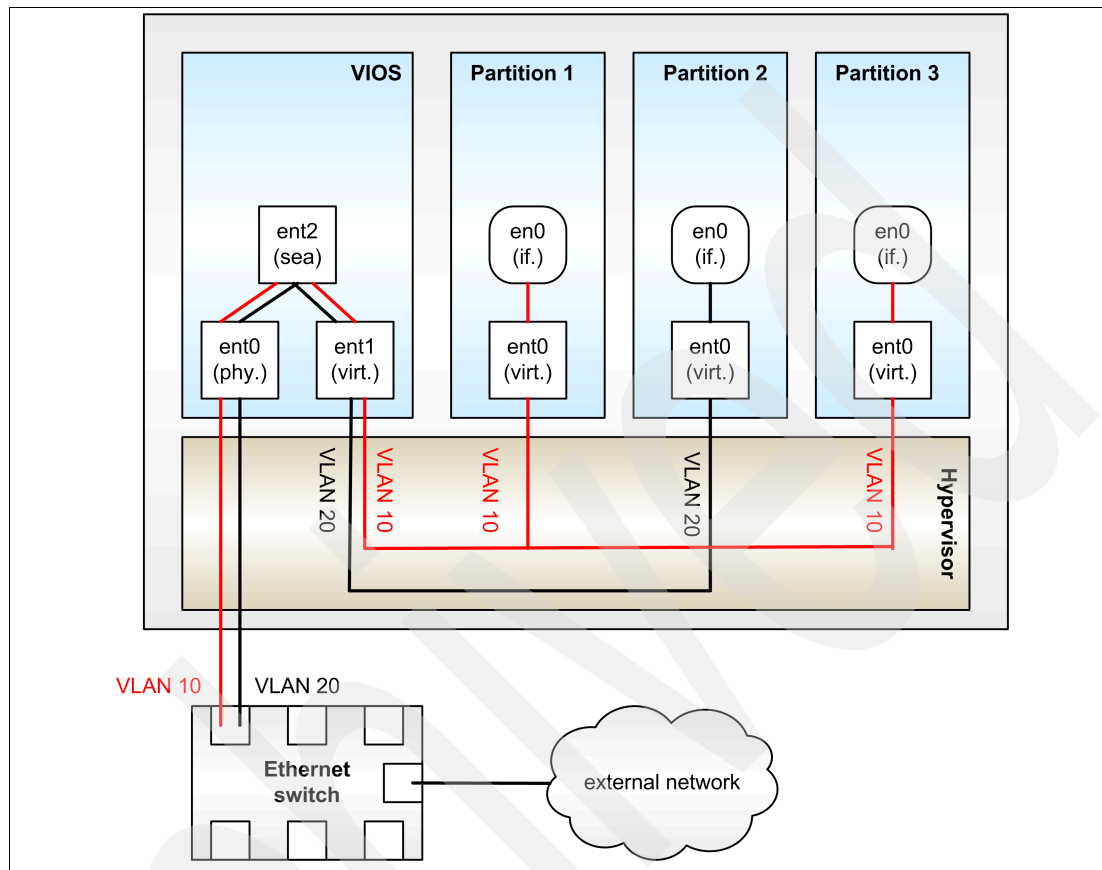 VIOS
Partition 1
Partition 2
Partition 3
ent2
(sea)
en0
(if.)
en0
(if.)
en0
(if.)
ent0
(phy.)
ent1
(virt.)
ent0
(virt.)
ent0
(virt.)
ent0
(virt.)
VLAN 20
VLAN 10
VLAN 10
VLAN 20
VLAN 10
Hypervisor
VLAN 10
VLAN 20
Ethernet
switch
external network